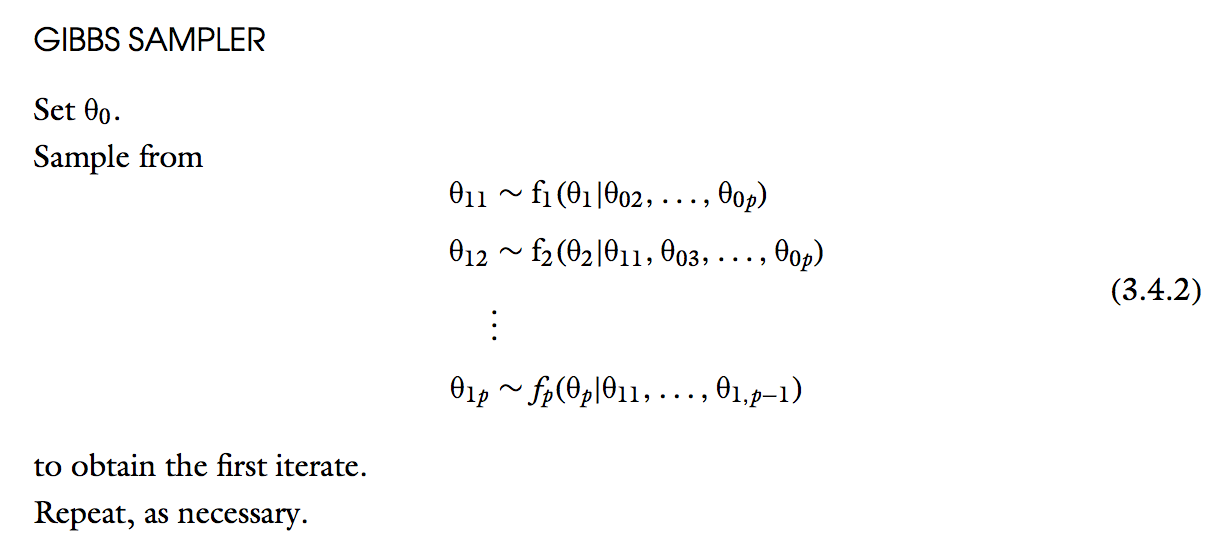 GIBBS SAMPLER
Set θ₀.
Sample from
θ₁₁ ∼ f₁(θ₁|θ₀₂, . . . , θ₀ₚ)
θ₁₂ ∼ f₂(θ₂|θ₁₁, θ₀₃, . . . , θ₀ₚ)
(3.4.2)
⋮
θ₁ₚ ∼ fₚ(θₚ|θ₁₁, . . . , θ₁,ₚ₋₁)
to obtain the first iterate.
Repeat, as necessary.